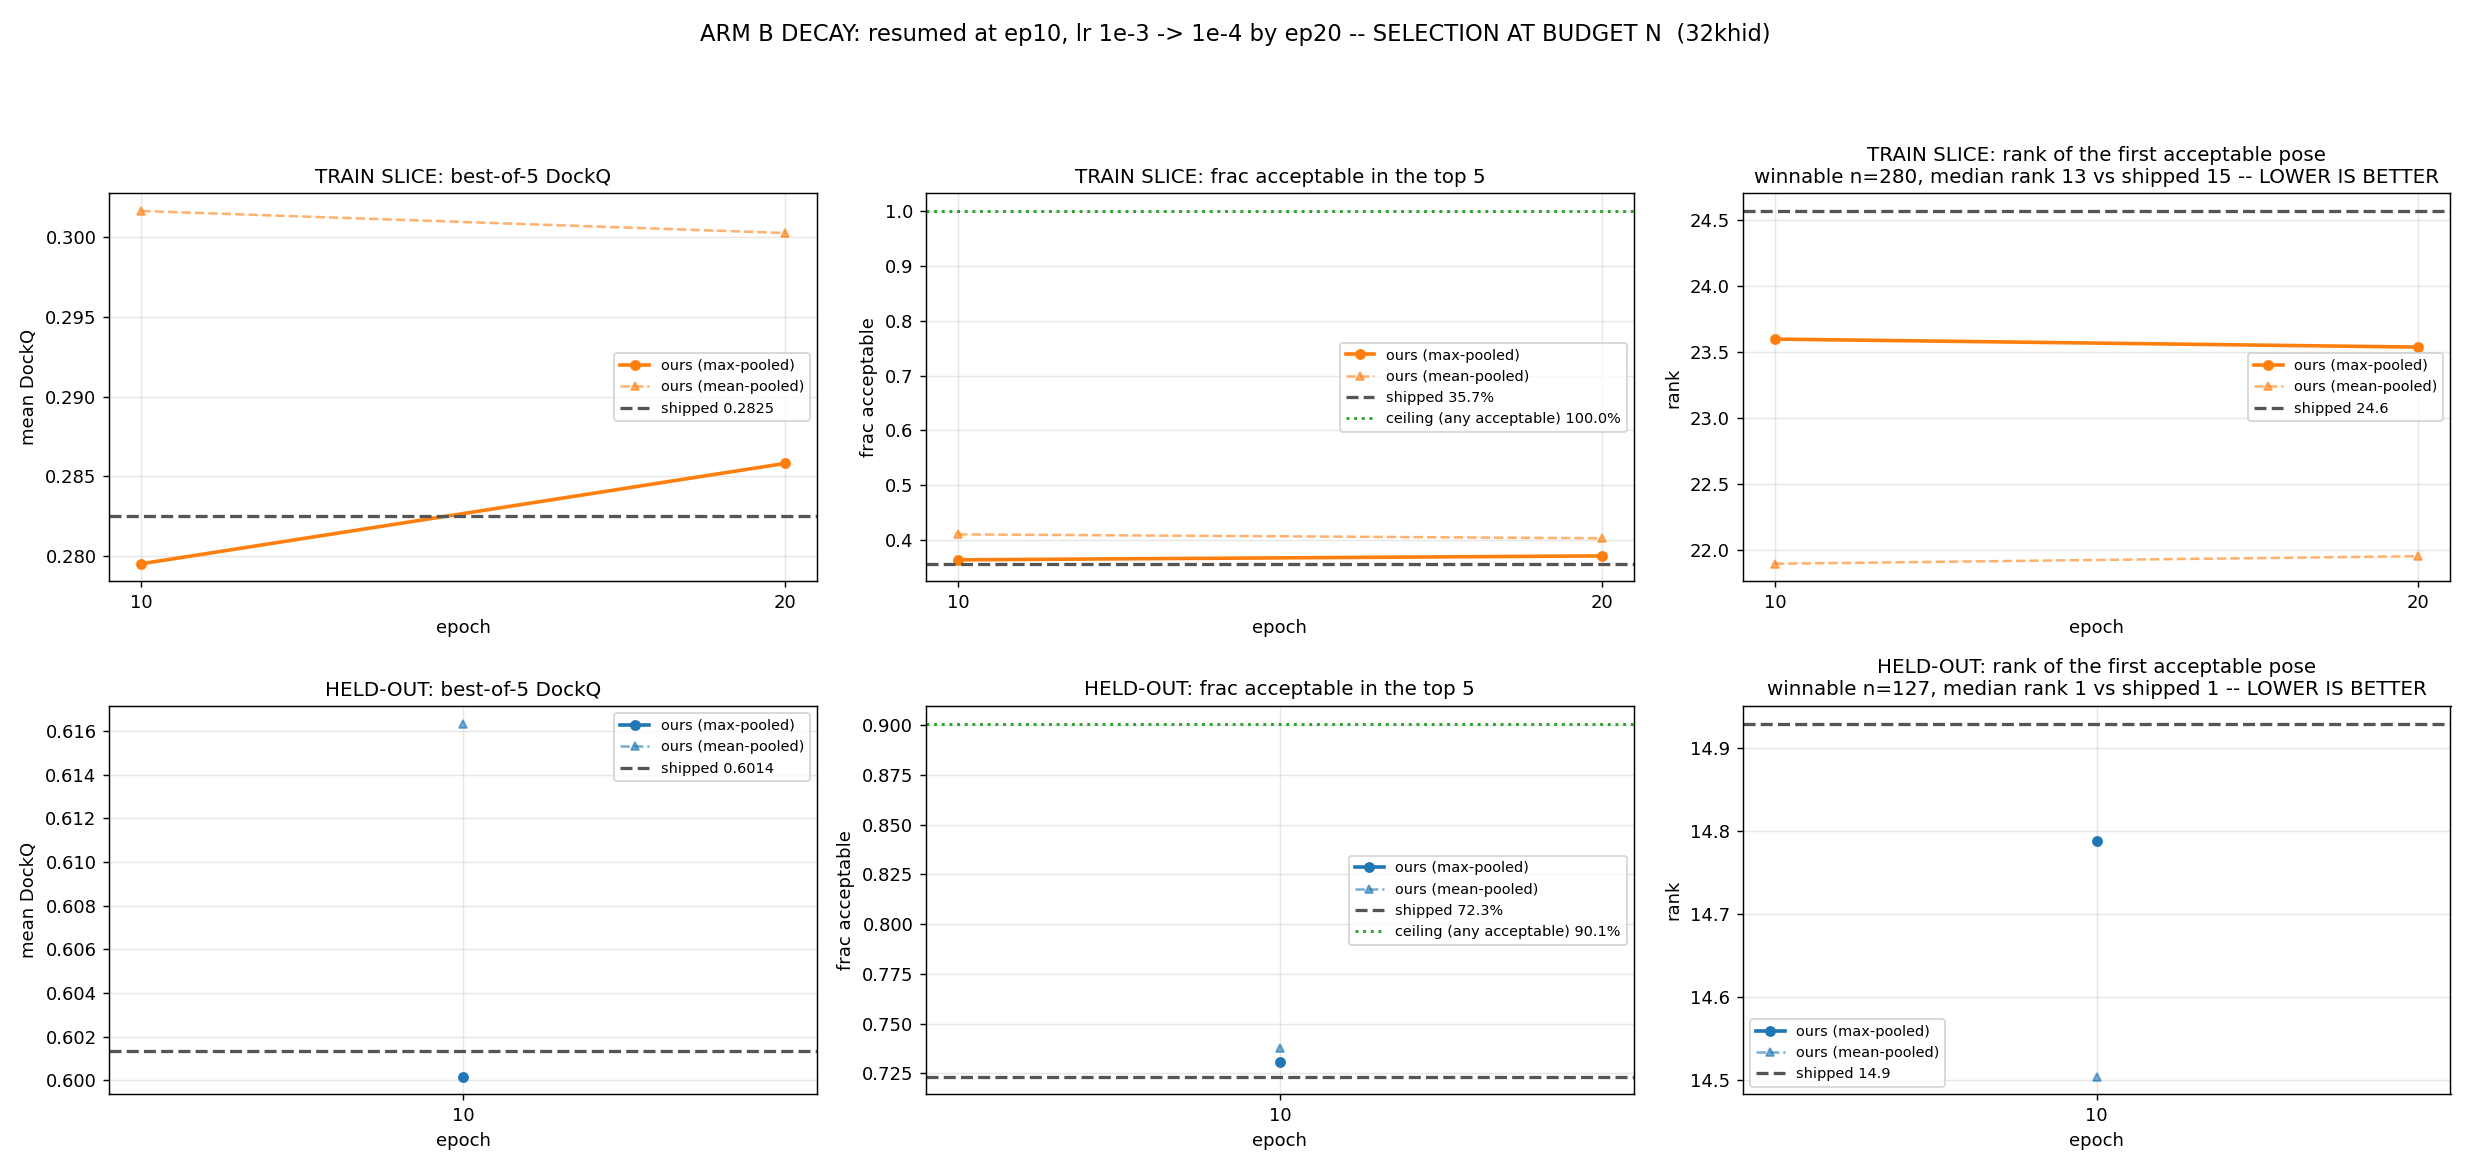 ARM B DECAY: resumed at ep10, lr 1e-3 -> 1e-4 by ep20 -- SELECTION AT BUDGET N  (32khid)
TRAIN SLICE: best-of-5 DockQ
mean DockQ
0.300
0.295
0.290
0.285
0.280
ours (max-pooled)
ours (mean-pooled)
shipped 0.2825
10
20
epoch
TRAIN SLICE: frac acceptable in the top 5
frac acceptable
1.0
0.9
0.8
0.7
0.6
0.5
0.4
ours (max-pooled)
ours (mean-pooled)
shipped 35.7%
ceiling (any acceptable) 100.0%
10
20
epoch
TRAIN SLICE: rank of the first acceptable pose
winnable n=280, median rank 13 vs shipped 15 -- LOWER IS BETTER
rank
24.5
24.0
23.5
23.0
22.5
22.0
ours (max-pooled)
ours (mean-pooled)
shipped 24.6
10
20
epoch
HELD-OUT: best-of-5 DockQ
mean DockQ
0.616
0.614
0.612
0.610
0.608
0.606
0.604
0.602
0.600
ours (max-pooled)
ours (mean-pooled)
shipped 0.6014
10
epoch
HELD-OUT: frac acceptable in the top 5
frac acceptable
0.900
0.875
0.850
0.825
0.800
0.775
0.750
0.725
ours (max-pooled)
ours (mean-pooled)
shipped 72.3%
ceiling (any acceptable) 90.1%
10
epoch
HELD-OUT: rank of the first acceptable pose
winnable n=127, median rank 1 vs shipped 1 -- LOWER IS BETTER
rank
14.9
14.8
14.7
14.6
14.5
ours (max-pooled)
ours (mean-pooled)
shipped 14.9
10
epoch